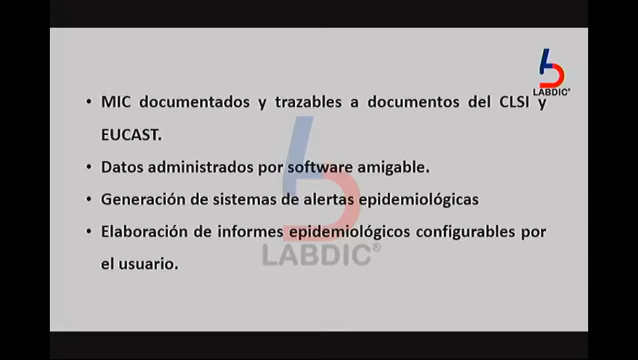 LABDIC®
• MIC documentados y trazables a documentos del CLSI y
EUCAST.
• Datos administrados por software amigable.
• Generación de sistemas de alertas epidemiológicas
• Elaboración de informes epidemiológicos configurables por
el usuario.
LABDIC®